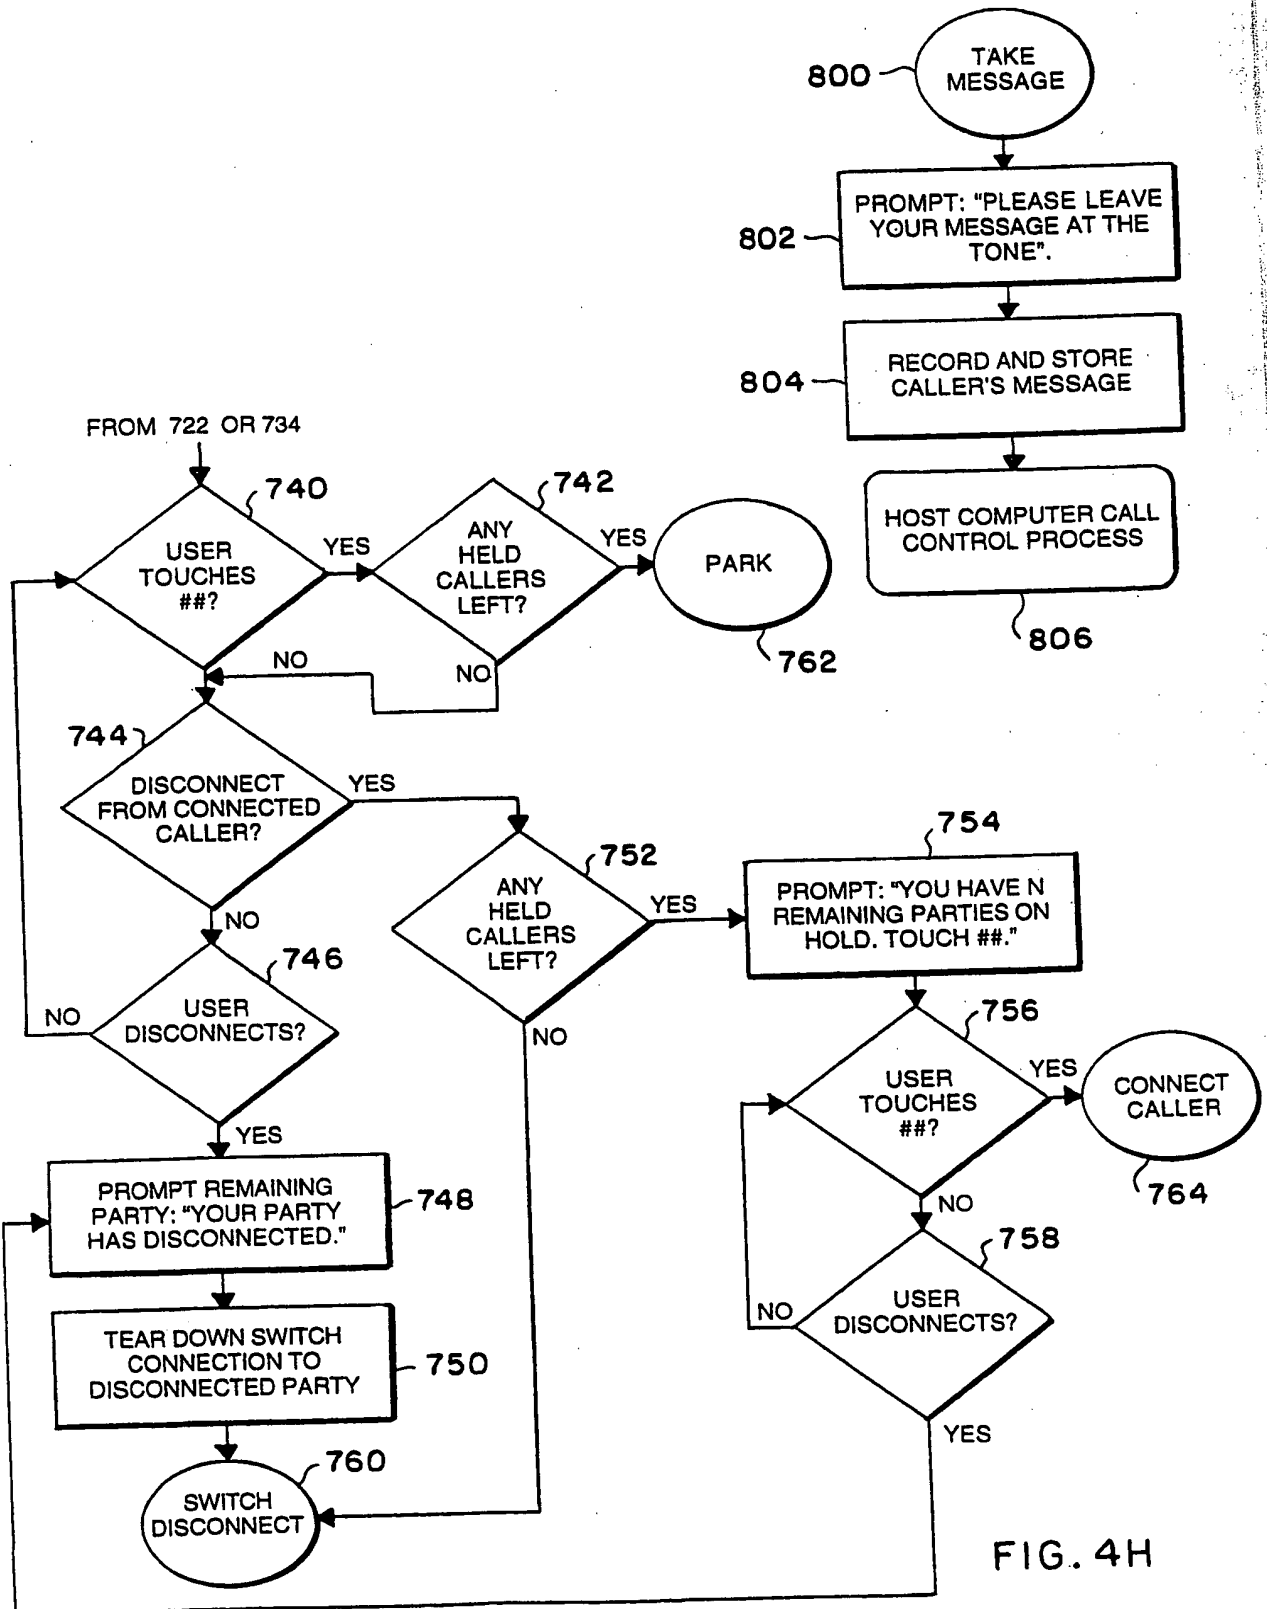 800
TAKE
MESSAGE
802
PROMPT: "PLEASE LEAVE
YOUR MESSAGE AT THE
TONE".
804
RECORD AND STORE
CALLER'S MESSAGE
HOST COMPUTER CALL
CONTROL PROCESS
806
FROM 722 OR 734
740
USER
TOUCHES
##?
YES
NO
742
ANY
HELD
CALLERS
LEFT?
YES
NO
PARK
762
744
DISCONNECT
FROM CONNECTED
CALLER?
YES
NO
746
USER
DISCONNECTS?
NO
YES
748
PROMPT REMAINING
PARTY: "YOUR PARTY
HAS DISCONNECTED."
750
TEAR DOWN SWITCH
CONNECTION TO
DISCONNECTED PARTY
760
SWITCH
DISCONNECT
752
ANY
HELD
CALLERS
LEFT?
YES
NO
754
PROMPT: "YOU HAVE N
REMAINING PARTIES ON
HOLD. TOUCH ##."
756
USER
TOUCHES
##?
YES
NO
CONNECT
CALLER
764
758
USER
DISCONNECTS?
NO
YES
FIG. 4H